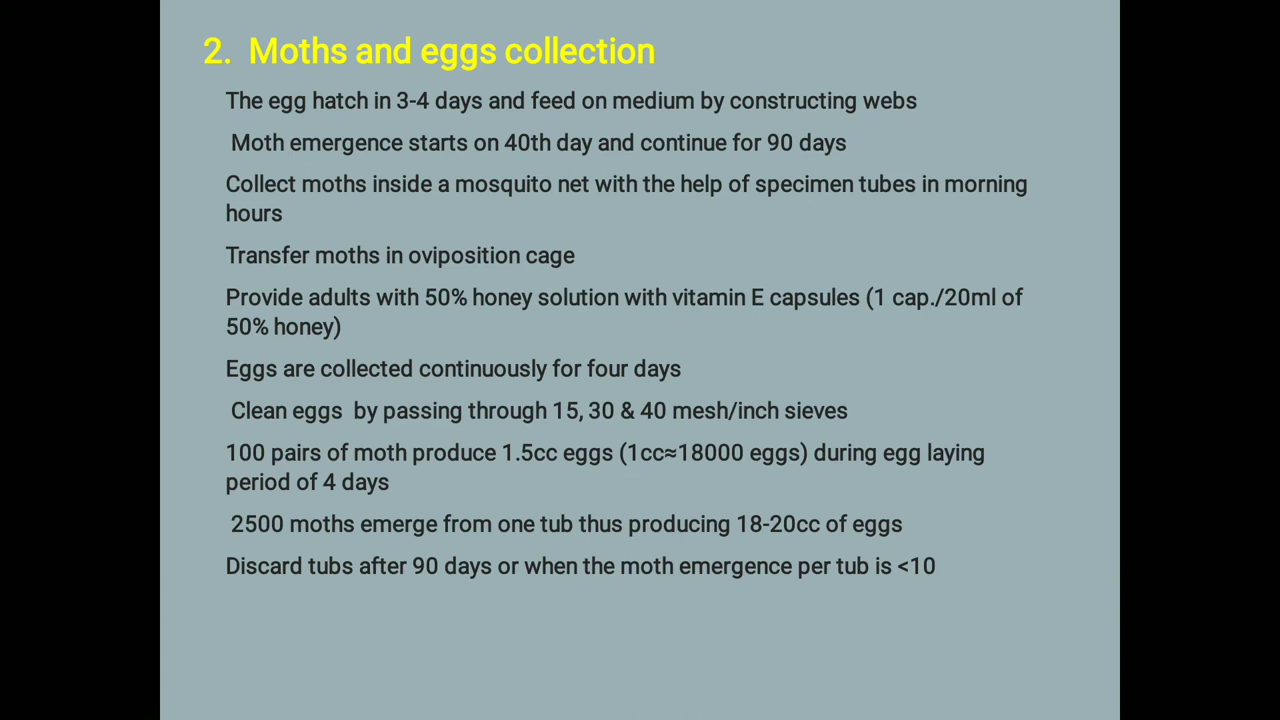 2. Moths and eggs collection
The egg hatch in 3-4 days and feed on medium by constructing webs
Moth emergence starts on 40th day and continue for 90 days
Collect moths inside a mosquito net with the help of specimen tubes in morning
hours
Transfer moths in oviposition cage
Provide adults with 50% honey solution with vitamin E capsules (1 cap./20ml of
50% honey)
Eggs are collected continuously for four days
Clean eggs by passing through 15, 30 & 40 mesh/inch sieves
100 pairs of moth produce 1.5cc eggs (1cc≈18000 eggs) during egg laying
period of 4 days
2500 moths emerge from one tub thus producing 18-20cc of eggs
Discard tubs after 90 days or when the moth emergence per tub is <10